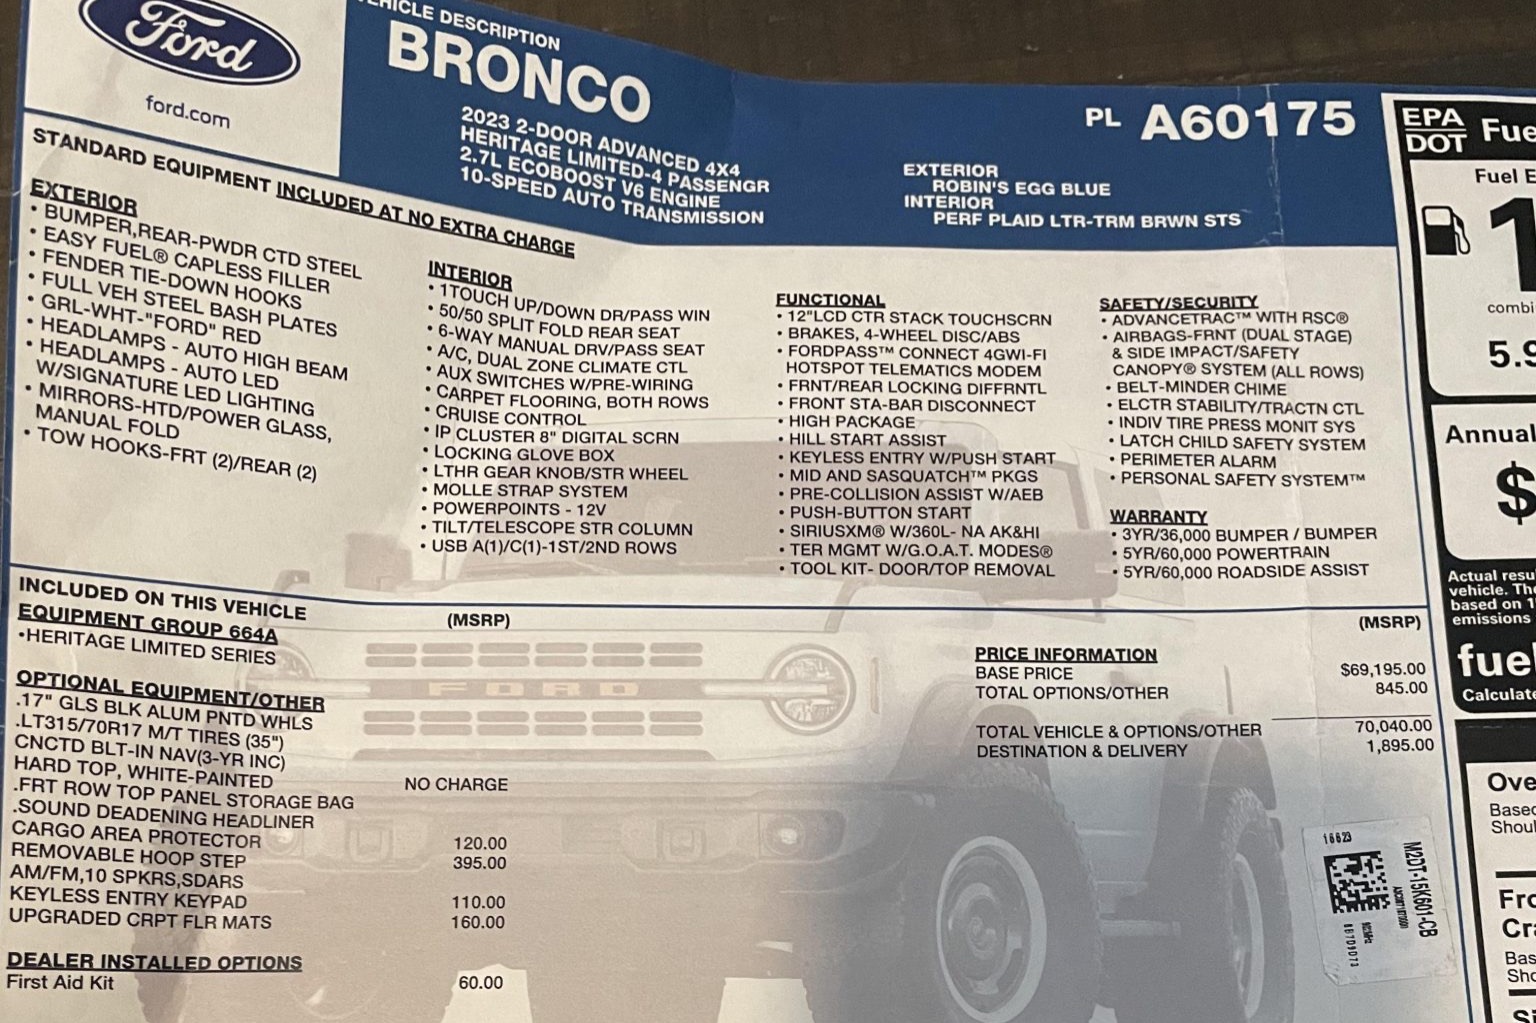 Ford
ford.com
VEHICLE DESCRIPTION
BRONCO
2023 2-DOOR ADVANCED 4X4
HERITAGE LIMITED-4 PASSENGR
2.7L ECOBOOST V6 ENGINE
10-SPEED AUTO TRANSMISSION
PL A60175
EXTERIOR
ROBIN'S EGG BLUE
INTERIOR
PERF PLAID LTR-TRM BRWN STS
STANDARD EQUIPMENT INCLUDED AT NO EXTRA CHARGE
EXTERIOR
• BUMPER,REAR-PWDR CTD STEEL
• EASY FUEL® CAPLESS FILLER
• FENDER TIE-DOWN HOOKS
• FULL VEH STEEL BASH PLATES
• GRL-WHT-"FORD" RED
• HEADLAMPS - AUTO HIGH BEAM
• HEADLAMPS - AUTO LED
W/SIGNATURE LED LIGHTING
• MIRRORS-HTD/POWER GLASS,
MANUAL FOLD
• TOW HOOKS-FRT (2)/REAR (2)
INTERIOR
• 1TOUCH UP/DOWN DR/PASS WIN
• 50/50 SPLIT FOLD REAR SEAT
• 6-WAY MANUAL DRV/PASS SEAT
• A/C, DUAL ZONE CLIMATE CTL
• AUX SWITCHES W/PRE-WIRING
• CARPET FLOORING, BOTH ROWS
• CRUISE CONTROL
• IP CLUSTER 8" DIGITAL SCRN
• LOCKING GLOVE BOX
• LTHR GEAR KNOB/STR WHEEL
• MOLLE STRAP SYSTEM
• POWERPOINTS - 12V
• TILT/TELESCOPE STR COLUMN
• USB A(1)/C(1)-1ST/2ND ROWS
FUNCTIONAL
• 12"LCD CTR STACK TOUCHSCRN
• BRAKES, 4-WHEEL DISC/ABS
• FORDPASS™ CONNECT 4GWI-FI
HOTSPOT TELEMATICS MODEM
• FRNT/REAR LOCKING DIFFRNTL
• FRONT STA-BAR DISCONNECT
• HIGH PACKAGE
• HILL START ASSIST
• KEYLESS ENTRY W/PUSH START
• MID AND SASQUATCH™ PKGS
• PRE-COLLISION ASSIST W/AEB
• PUSH-BUTTON START
• SIRIUSXM® W/360L- NA AK&HI
• TER MGMT W/G.O.A.T. MODES®
• TOOL KIT- DOOR/TOP REMOVAL
SAFETY/SECURITY
• ADVANCETRAC™ WITH RSC®
• AIRBAGS-FRNT (DUAL STAGE)
& SIDE IMPACT/SAFETY
CANOPY® SYSTEM (ALL ROWS)
• BELT-MINDER CHIME
• ELCTR STABILITY/TRACTN CTL
• INDIV TIRE PRESS MONIT SYS
• LATCH CHILD SAFETY SYSTEM
• PERIMETER ALARM
• PERSONAL SAFETY SYSTEM™
WARRANTY
• 3YR/36,000 BUMPER / BUMPER
• 5YR/60,000 POWERTRAIN
• 5YR/60,000 ROADSIDE ASSIST
INCLUDED ON THIS VEHICLE
(MSRP)
EQUIPMENT GROUP 664A
•HERITAGE LIMITED SERIES
OPTIONAL EQUIPMENT/OTHER
.17" GLS BLK ALUM PNTD WHLS
.LT315/70R17 M/T TIRES (35")
CNCTD BLT-IN NAV(3-YR INC)
HARD TOP, WHITE-PAINTED NO CHARGE
.FRT ROW TOP PANEL STORAGE BAG
.SOUND DEADENING HEADLINER
CARGO AREA PROTECTOR 120.00
REMOVABLE HOOP STEP 395.00
AM/FM,10 SPKRS,SDARS
KEYLESS ENTRY KEYPAD 110.00
UPGRADED CRPT FLR MATS 160.00
DEALER INSTALLED OPTIONS
First Aid Kit 60.00
FORD
(MSRP)
PRICE INFORMATION
BASE PRICE $69,195.00
TOTAL OPTIONS/OTHER 845.00
TOTAL VEHICLE & OPTIONS/OTHER 70,040.00
DESTINATION & DELIVERY 1,895.00
16623
M2DT-15K601-CB
EPA
DOT
Fue
Fuel E
1
combi
5.9
Annual
$
Actual resu
vehicle. The
based on 1
emissions
fuel
Calculate
Ove
Based
Shoul
Fro
Cra
Bas
Sho